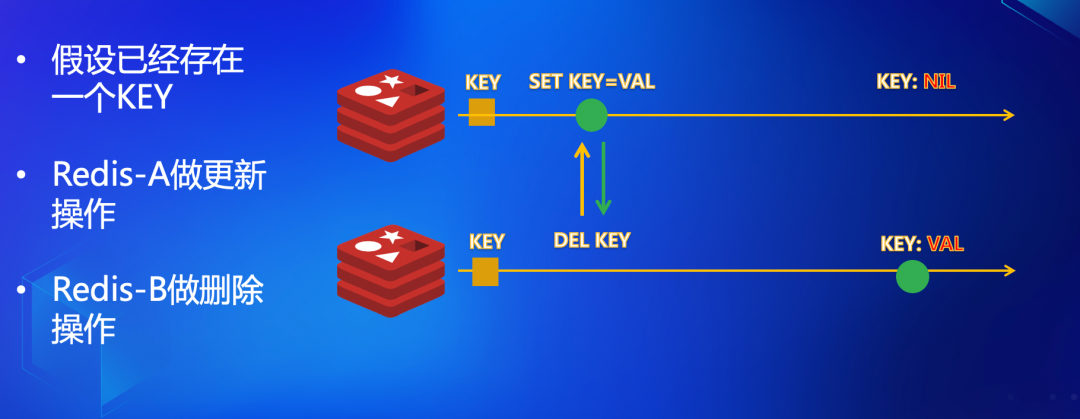 • 假设已经存在
一个KEY
• Redis-A做更新
操作
• Redis-B做删除
操作
KEY
SET KEY=VAL
KEY: NIL
KEY
DEL KEY
KEY: VAL